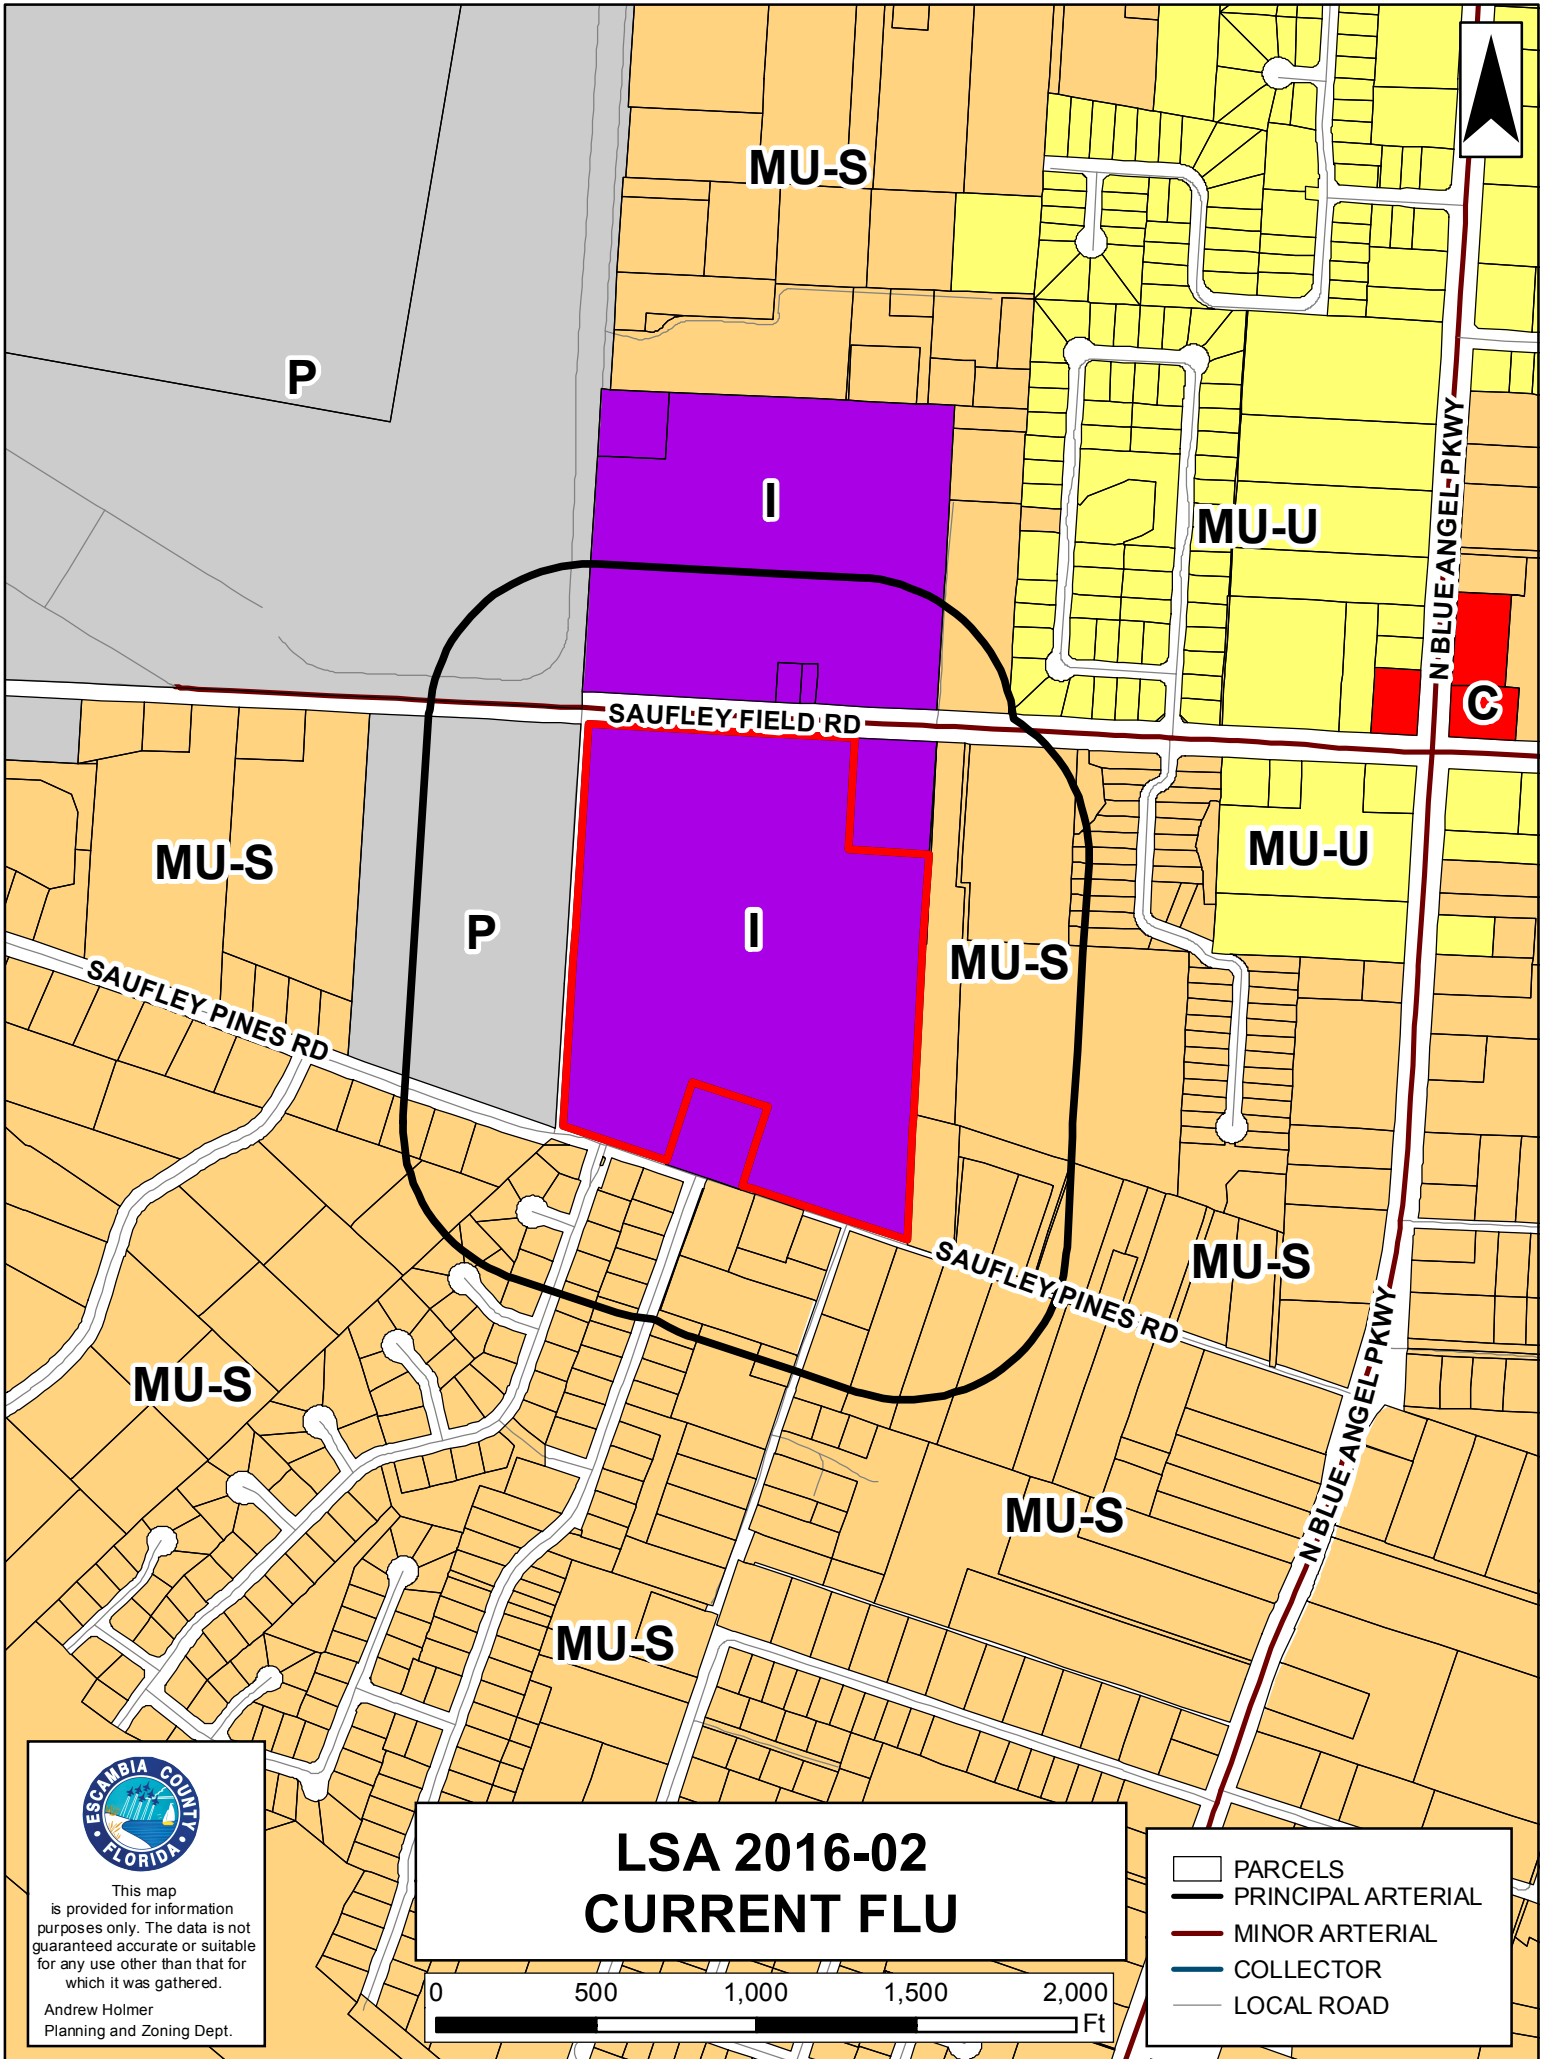 MU-S
P
I
MU-U
N BLUE ANGEL PKWY
C
SAUFLEY FIELD RD
MU-S
MU-U
P
I
MU-S
SAUFLEY PINES RD
SAUFLEY PINES RD
MU-S
N BLUE ANGEL PKWY
MU-S
MU-S
MU-S
ESCAMBIA COUNTY
FLORIDA
This map
is provided for information
purposes only. The data is not
guaranteed accurate or suitable
for any use other than that for
which it was gathered.
Andrew Holmer
Planning and Zoning Dept.
LSA 2016-02
CURRENT FLU
0 500 1,000 1,500 2,000
Ft
PARCELS
PRINCIPAL ARTERIAL
MINOR ARTERIAL
COLLECTOR
LOCAL ROAD